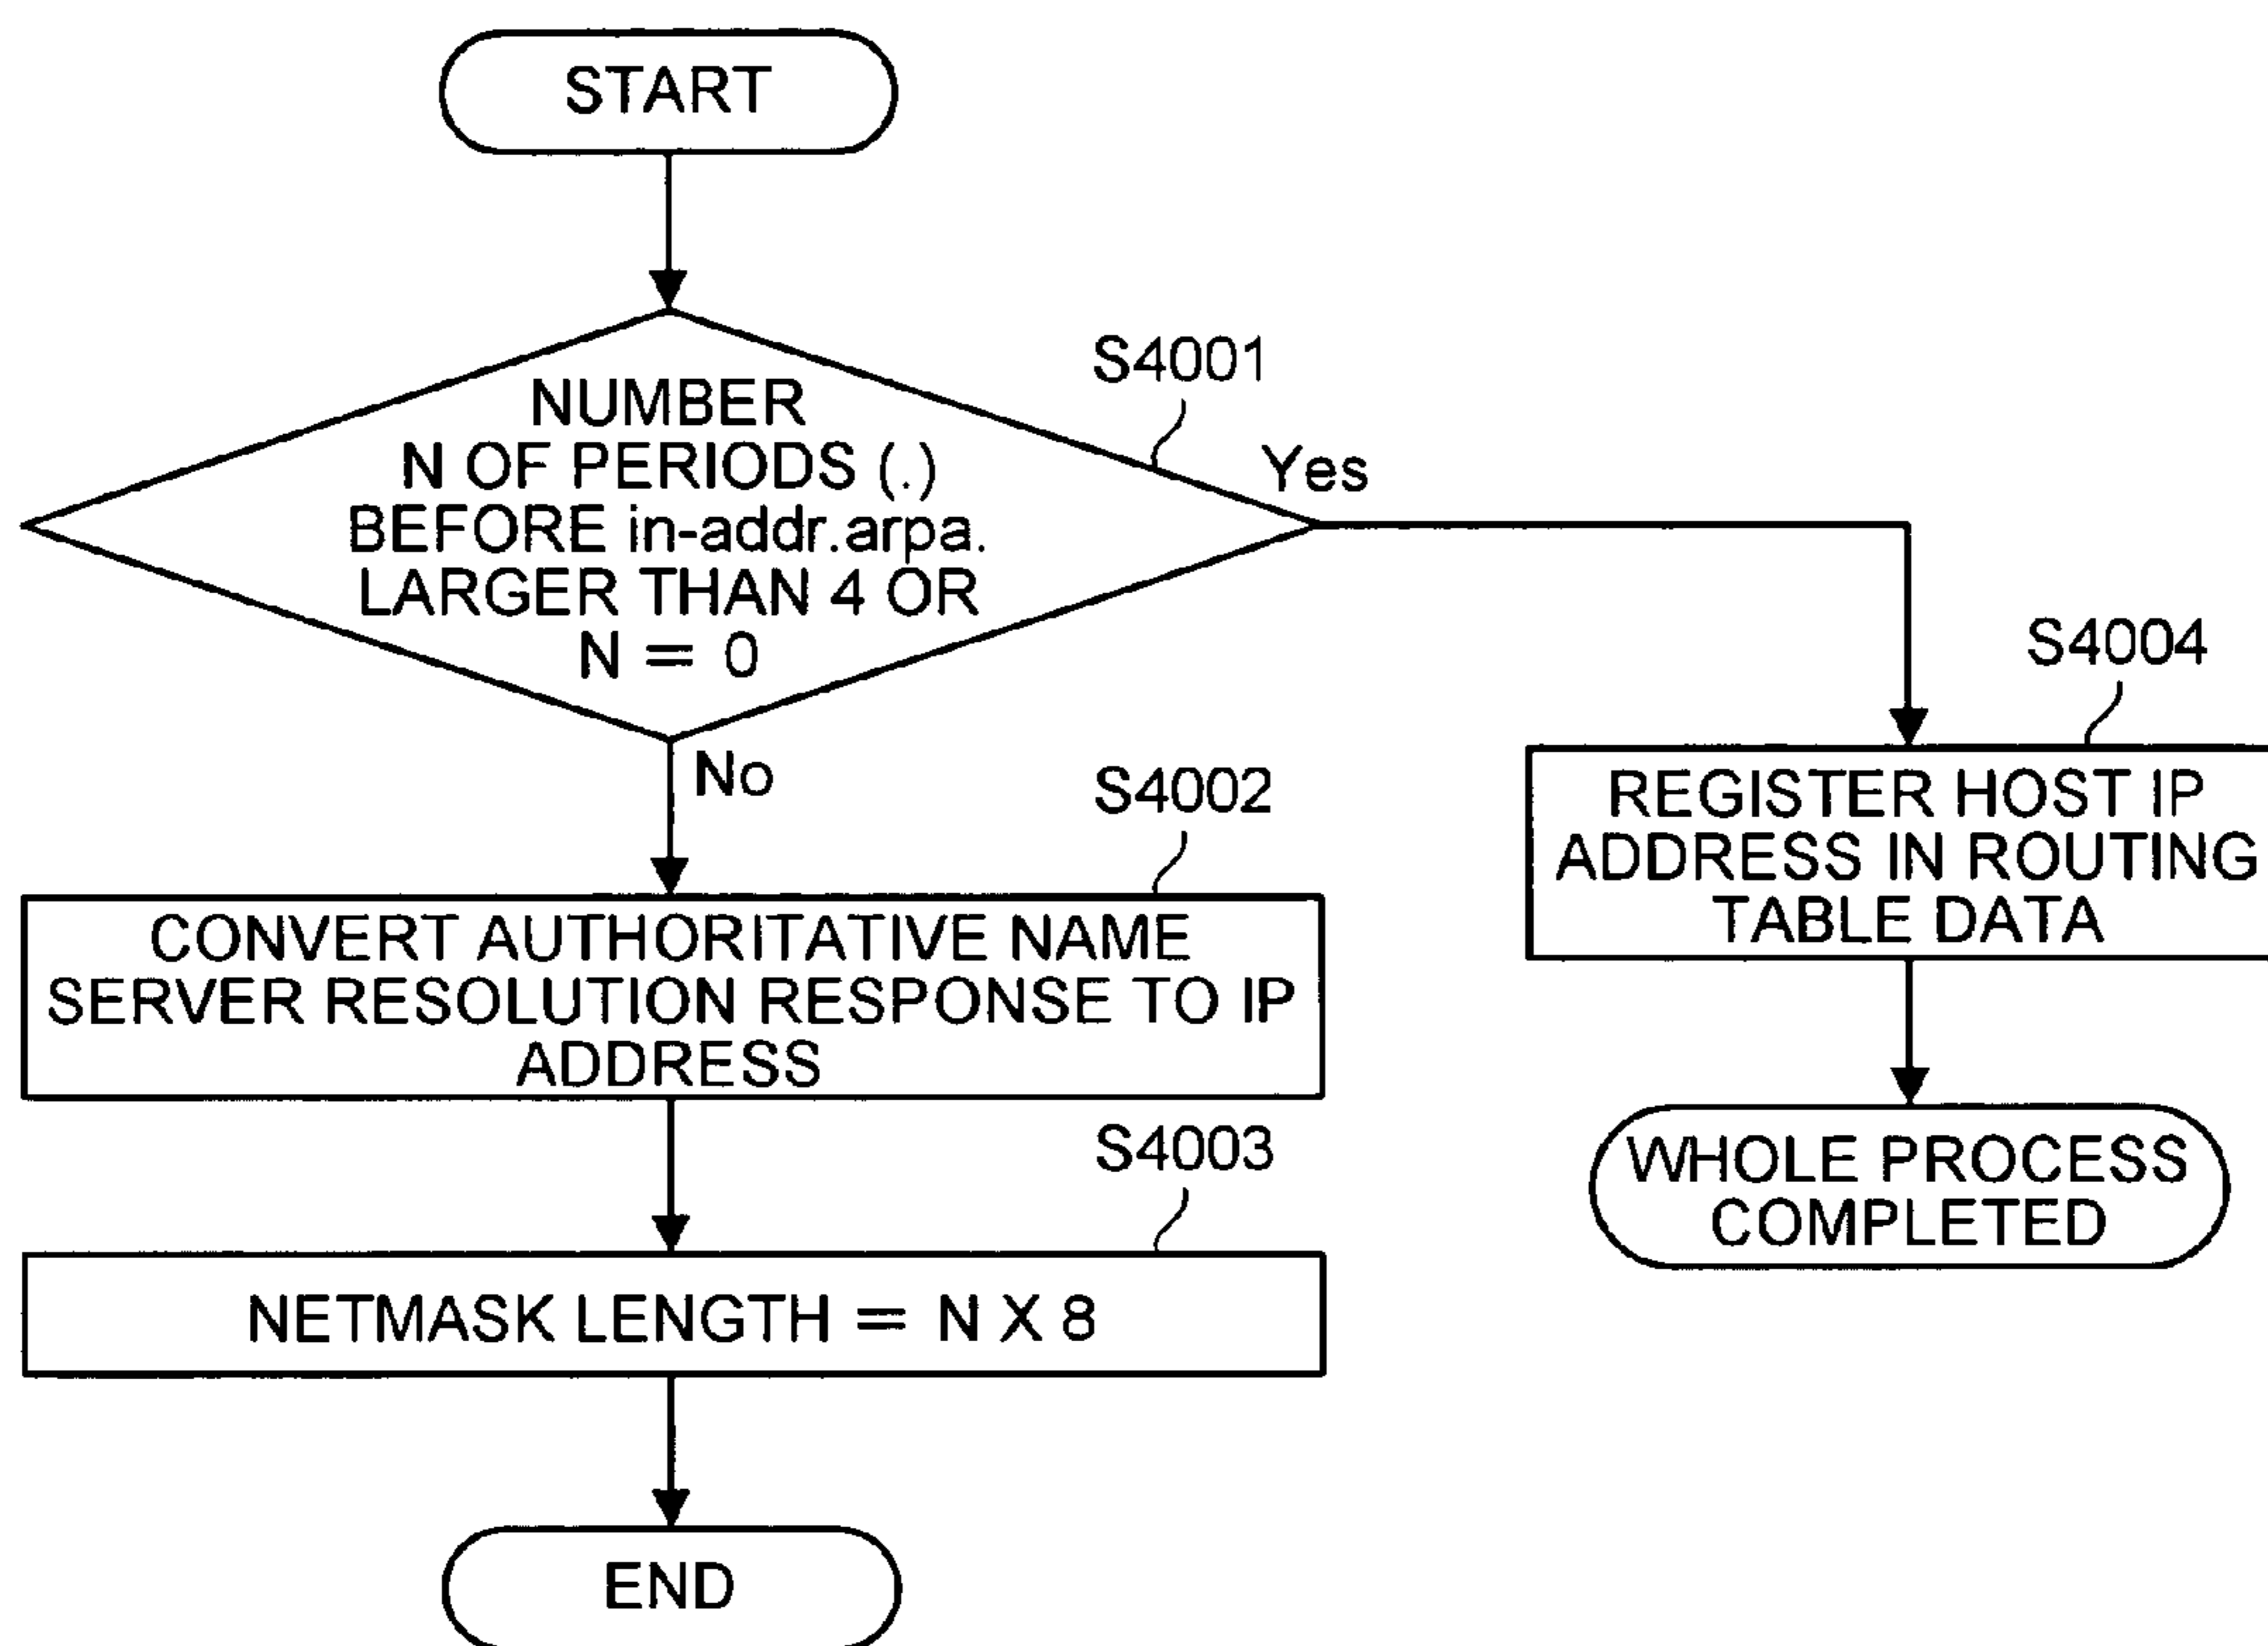 START
S4001
NUMBER
N OF PERIODS (.)
BEFORE in-addr.arpa.
LARGER THAN 4 OR
N = 0
Yes
No
S4002
CONVERT AUTHORITATIVE NAME
SERVER RESOLUTION RESPONSE TO IP
ADDRESS
S4003
NETMASK LENGTH = N X 8
END
S4004
REGISTER HOST IP
ADDRESS IN ROUTING
TABLE DATA
WHOLE PROCESS
COMPLETED